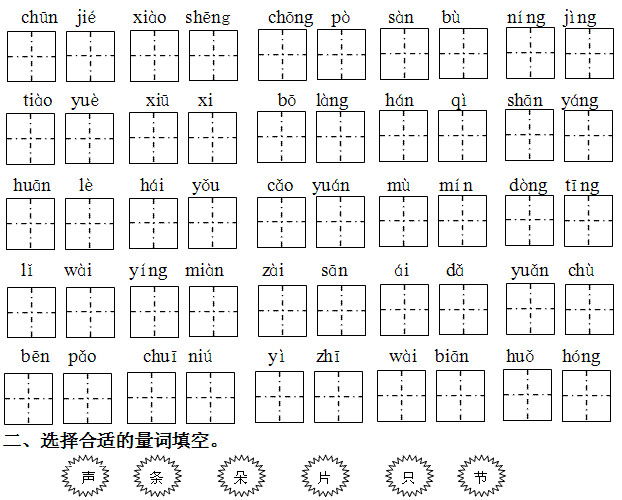 chūn jié xiào shēng chōng pò sàn bù níng jìng
tiào yuè xiū xi bō làng hán qì shān yáng
huān lè hái yǒu cǎo yuán mù mín dòng tīng
lǐ wài yíng miàn zài sān ái dǎ yuǎn chù
bēn pǎo chuī niú yì zhī wài biān huǒ hóng
二、选择合适的量词填空。
声 条 朵 片 只 节